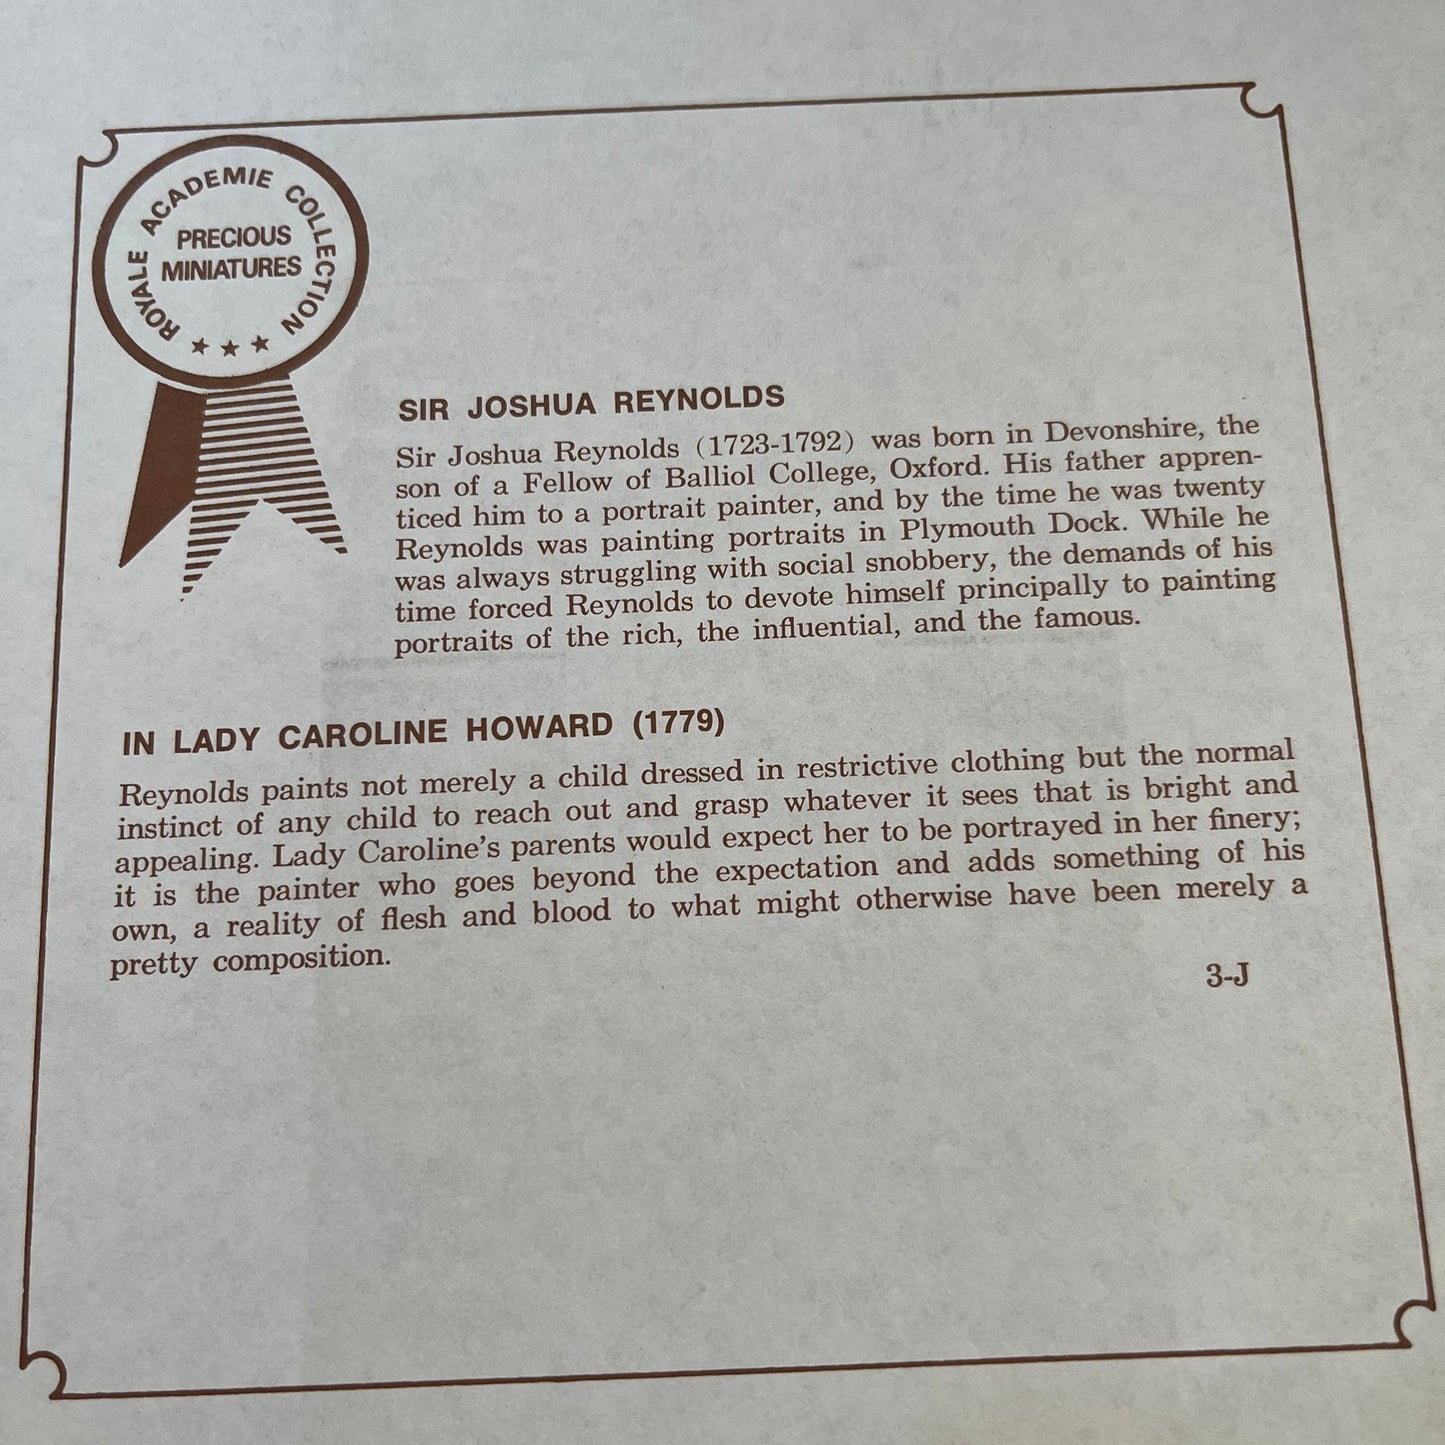 ROYALE ACADEMIE COLLECTION
PRECIOUS
MINIATURES
SIR JOSHUA REYNOLDS
Sir Joshua Reynolds (1723-1792) was born in Devonshire, the
son of a Fellow of Balliol College, Oxford. His father appren-
ticed him to a portrait painter, and by the time he was twenty
Reynolds was painting portraits in Plymouth Dock. While he
was always struggling with social snobbery, the demands of his
time forced Reynolds to devote himself principally to painting
portraits of the rich, the influential, and the famous.
IN LADY CAROLINE HOWARD (1779)
Reynolds paints not merely a child dressed in restrictive clothing but the normal
instinct of any child to reach out and grasp whatever it sees that is bright and
appealing. Lady Caroline's parents would expect her to be portrayed in her finery;
it is the painter who goes beyond the expectation and adds something of his
own, a reality of flesh and blood to what might otherwise have been merely a
pretty composition.
3-J